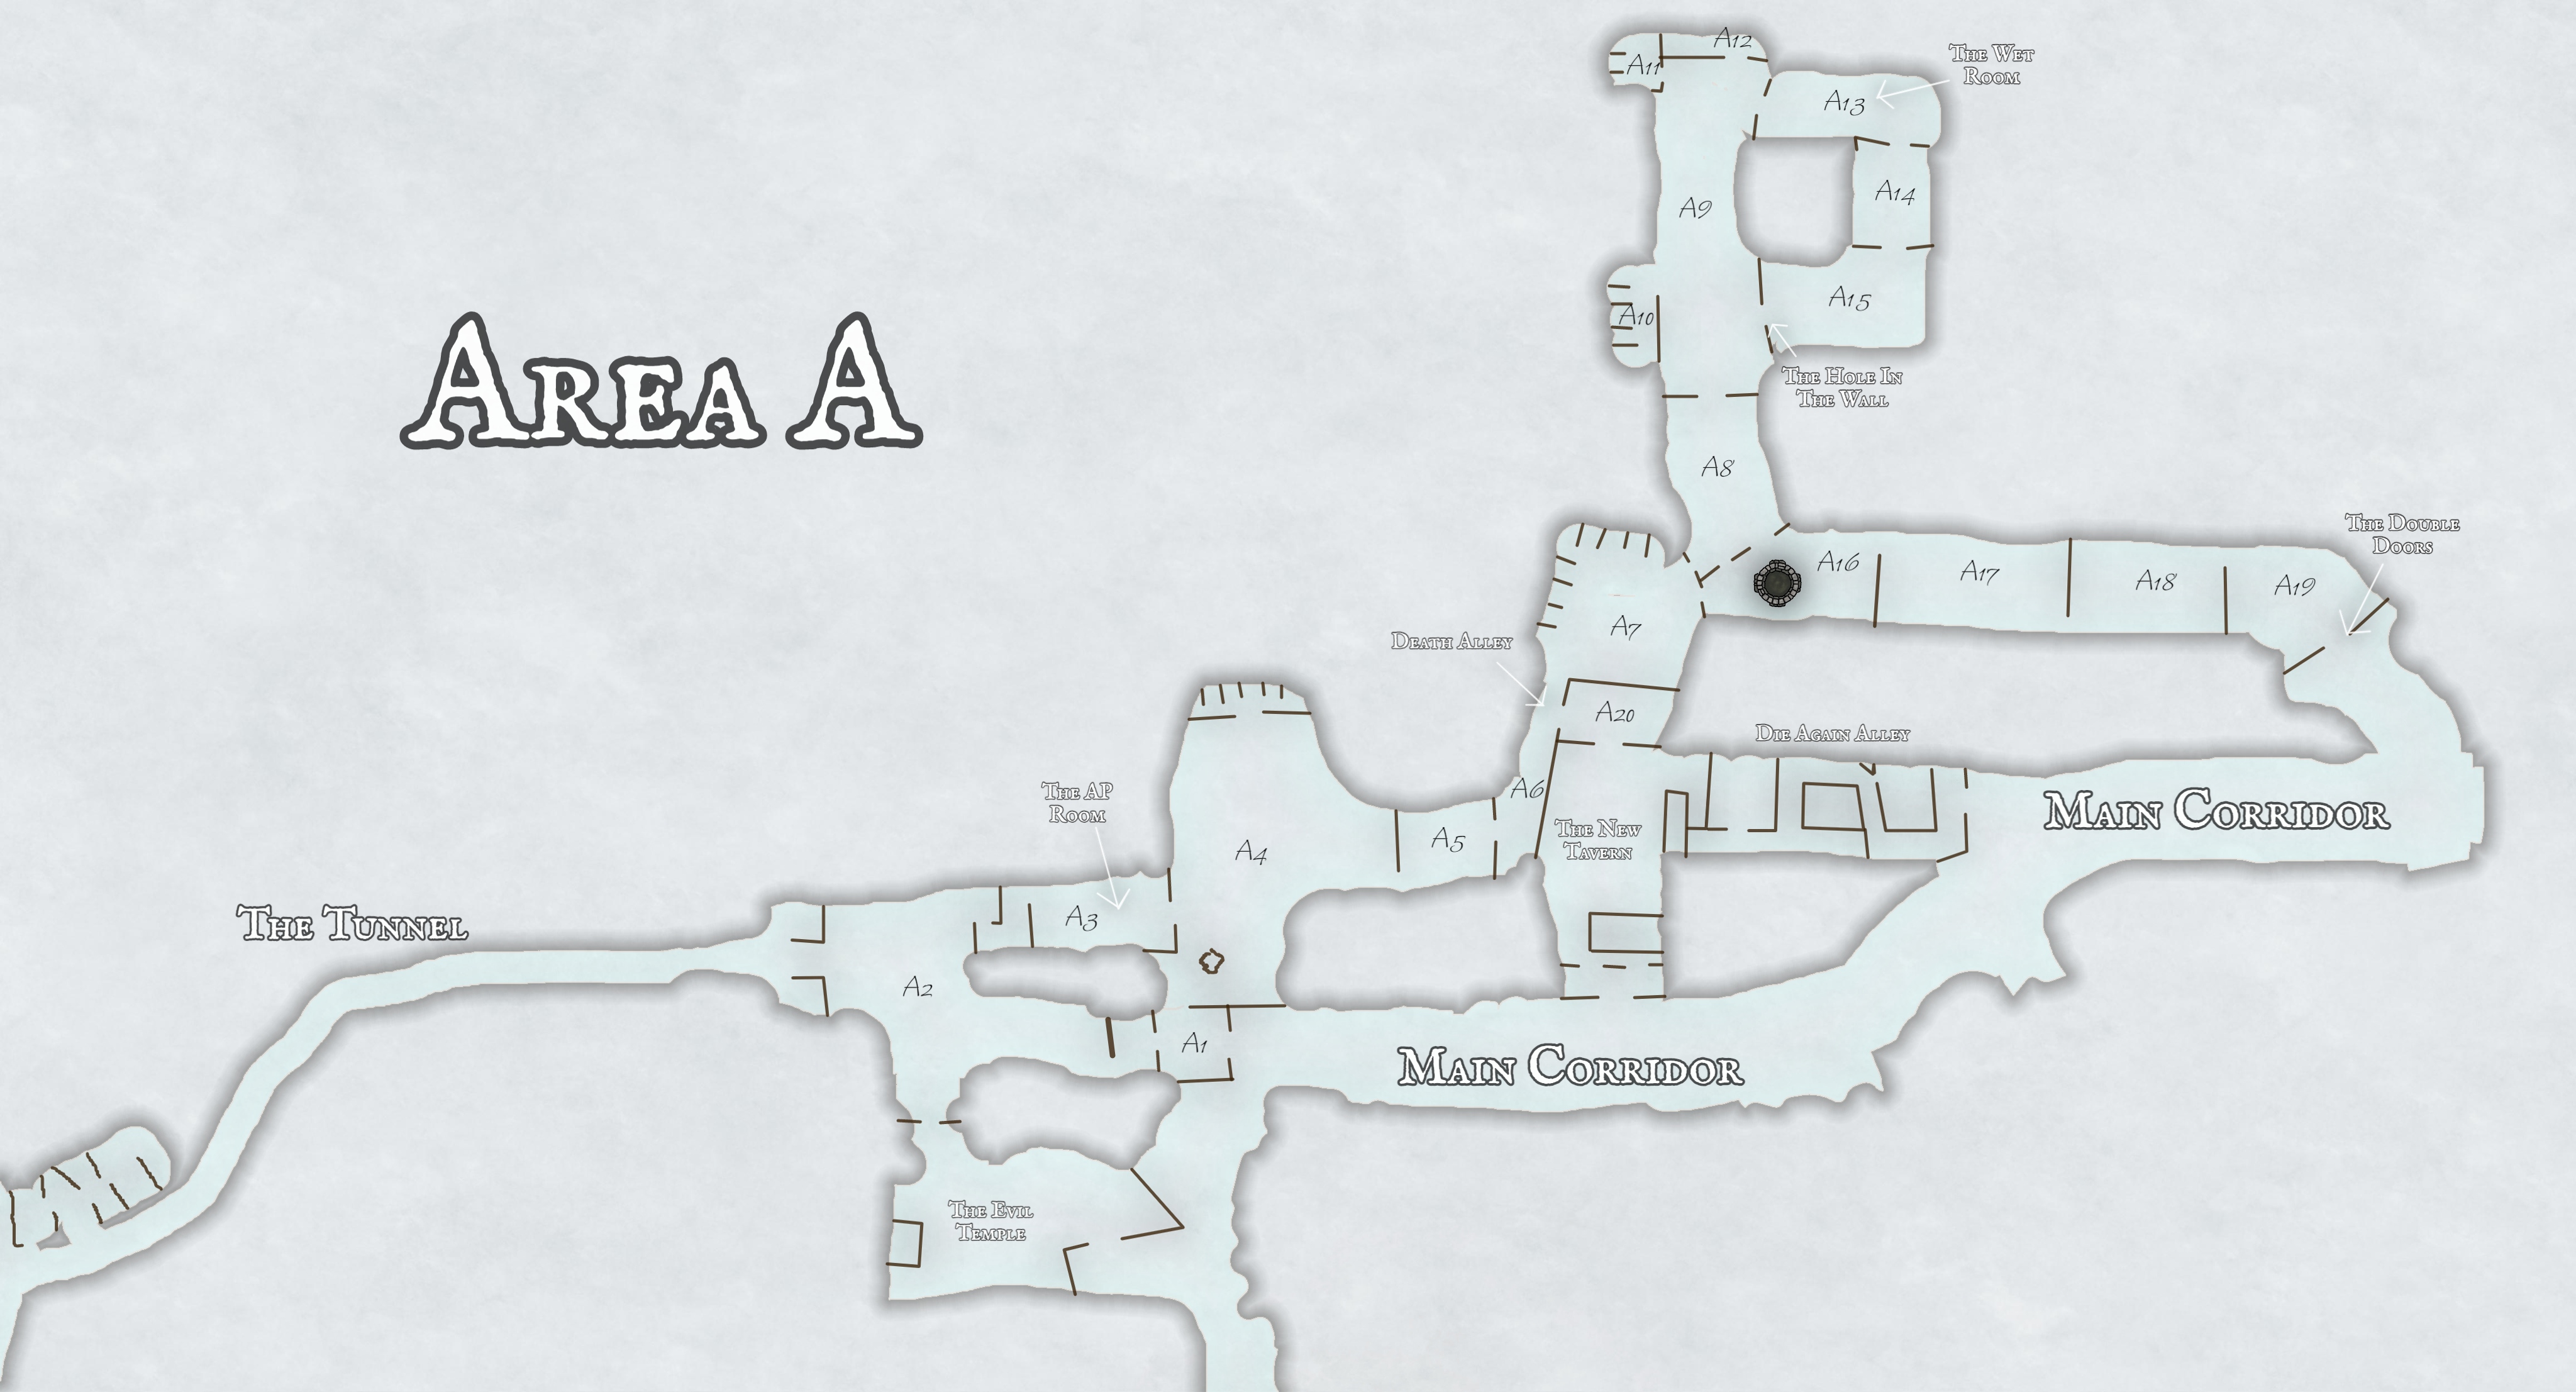 Area A
The Tunnel
A2
The Evil
Temple
The AP
Room
A3
A1
A4
Main Corridor
A5
Death Alley
A6
The New
Tavern
A20
A7
A8
A10
A9
A11
A12
The Hole In
The Wall
A15
A14
A13
The Wet
Room
Die Again Alley
A16
A17
A18
A19
Main Corridor
The Double
Doors